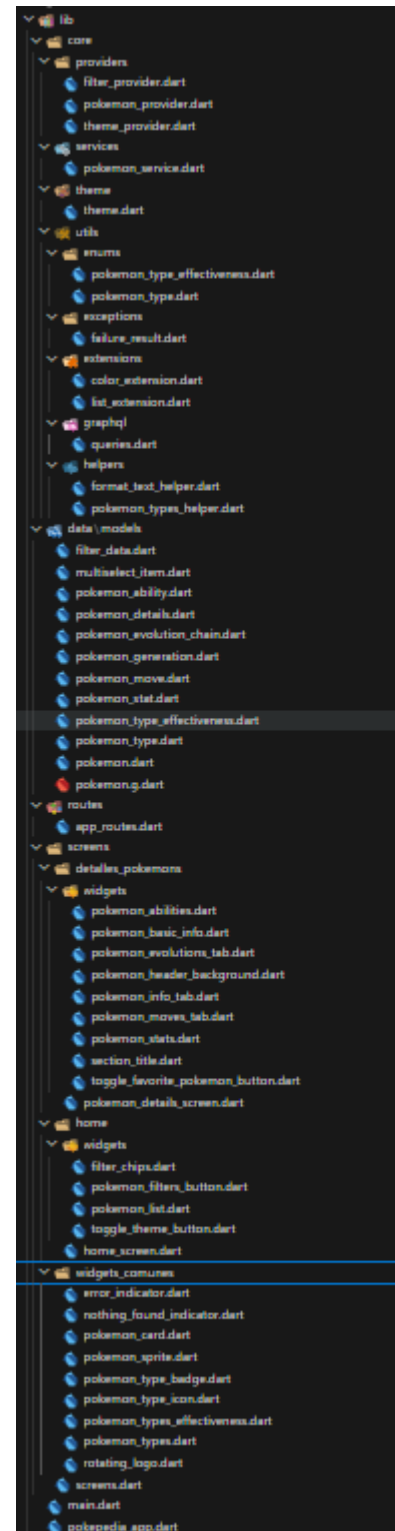 lib
core
providers
filter_provider.dart
pokemon_provider.dart
theme_provider.dart
services
pokemon_service.dart
theme
theme.dart
utils
enums
pokemon_type_effectiveness.dart
pokemon_type.dart
exceptions
failure_result.dart
extensions
color_extension.dart
list_extension.dart
graphql
queries.dart
helpers
format_text_helper.dart
pokemon_types_helper.dart
data\models
filter_data.dart
multiselect_item.dart
pokemon_ability.dart
pokemon_details.dart
pokemon_evolution_chain.dart
pokemon_generation.dart
pokemon_move.dart
pokemon_stat.dart
pokemon_type_effectiveness.dart
pokemon_type.dart
pokemon.dart
pokemon.g.dart
routes
app_routes.dart
screens
detalles_pokemons
widgets
pokemon_abilities.dart
pokemon_basic_info.dart
pokemon_evolutions_tab.dart
pokemon_header_background.dart
pokemon_info_tab.dart
pokemon_moves_tab.dart
pokemon_stats.dart
section_title.dart
toggle_favorite_pokemon_button.dart
pokemon_details_screen.dart
home
widgets
filter_chips.dart
pokemon_filters_button.dart
pokemon_list.dart
toggle_theme_button.dart
home_screen.dart
widgets_comunes
error_indicator.dart
nothing_found_indicator.dart
pokemon_card.dart
pokemon_sprite.dart
pokemon_type_badge.dart
pokemon_type_icon.dart
pokemon_types_effectiveness.dart
pokemon_types.dart
rotating_logo.dart
screens.dart
main.dart
pokepedia_app.dart